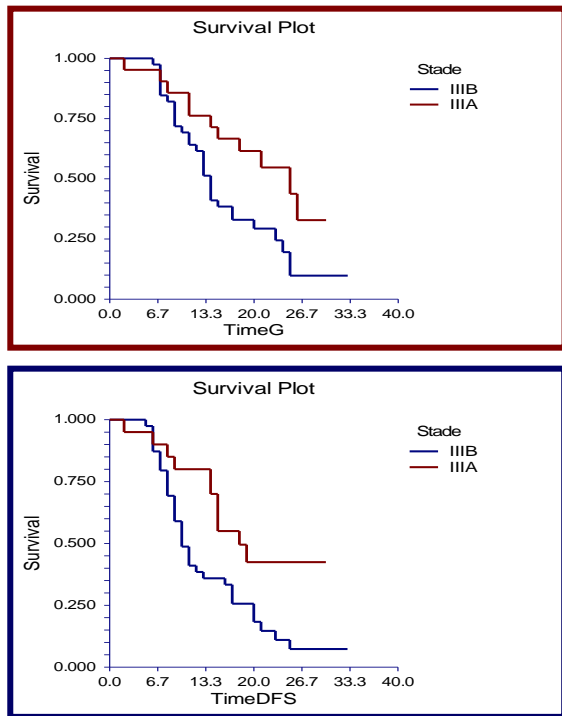 Survival Plot
1.000
0.750
0.500
0.250
0.000
Survival
0.0 6.7 13.3 20.0 26.7 33.3 40.0
TimeG
Stade
IIIB
IIIA
Survival Plot
1.000
0.750
0.500
0.250
0.000
Survival
0.0 6.7 13.3 20.0 26.7 33.3 40.0
TimeDFS
Stade
IIIB
IIIA